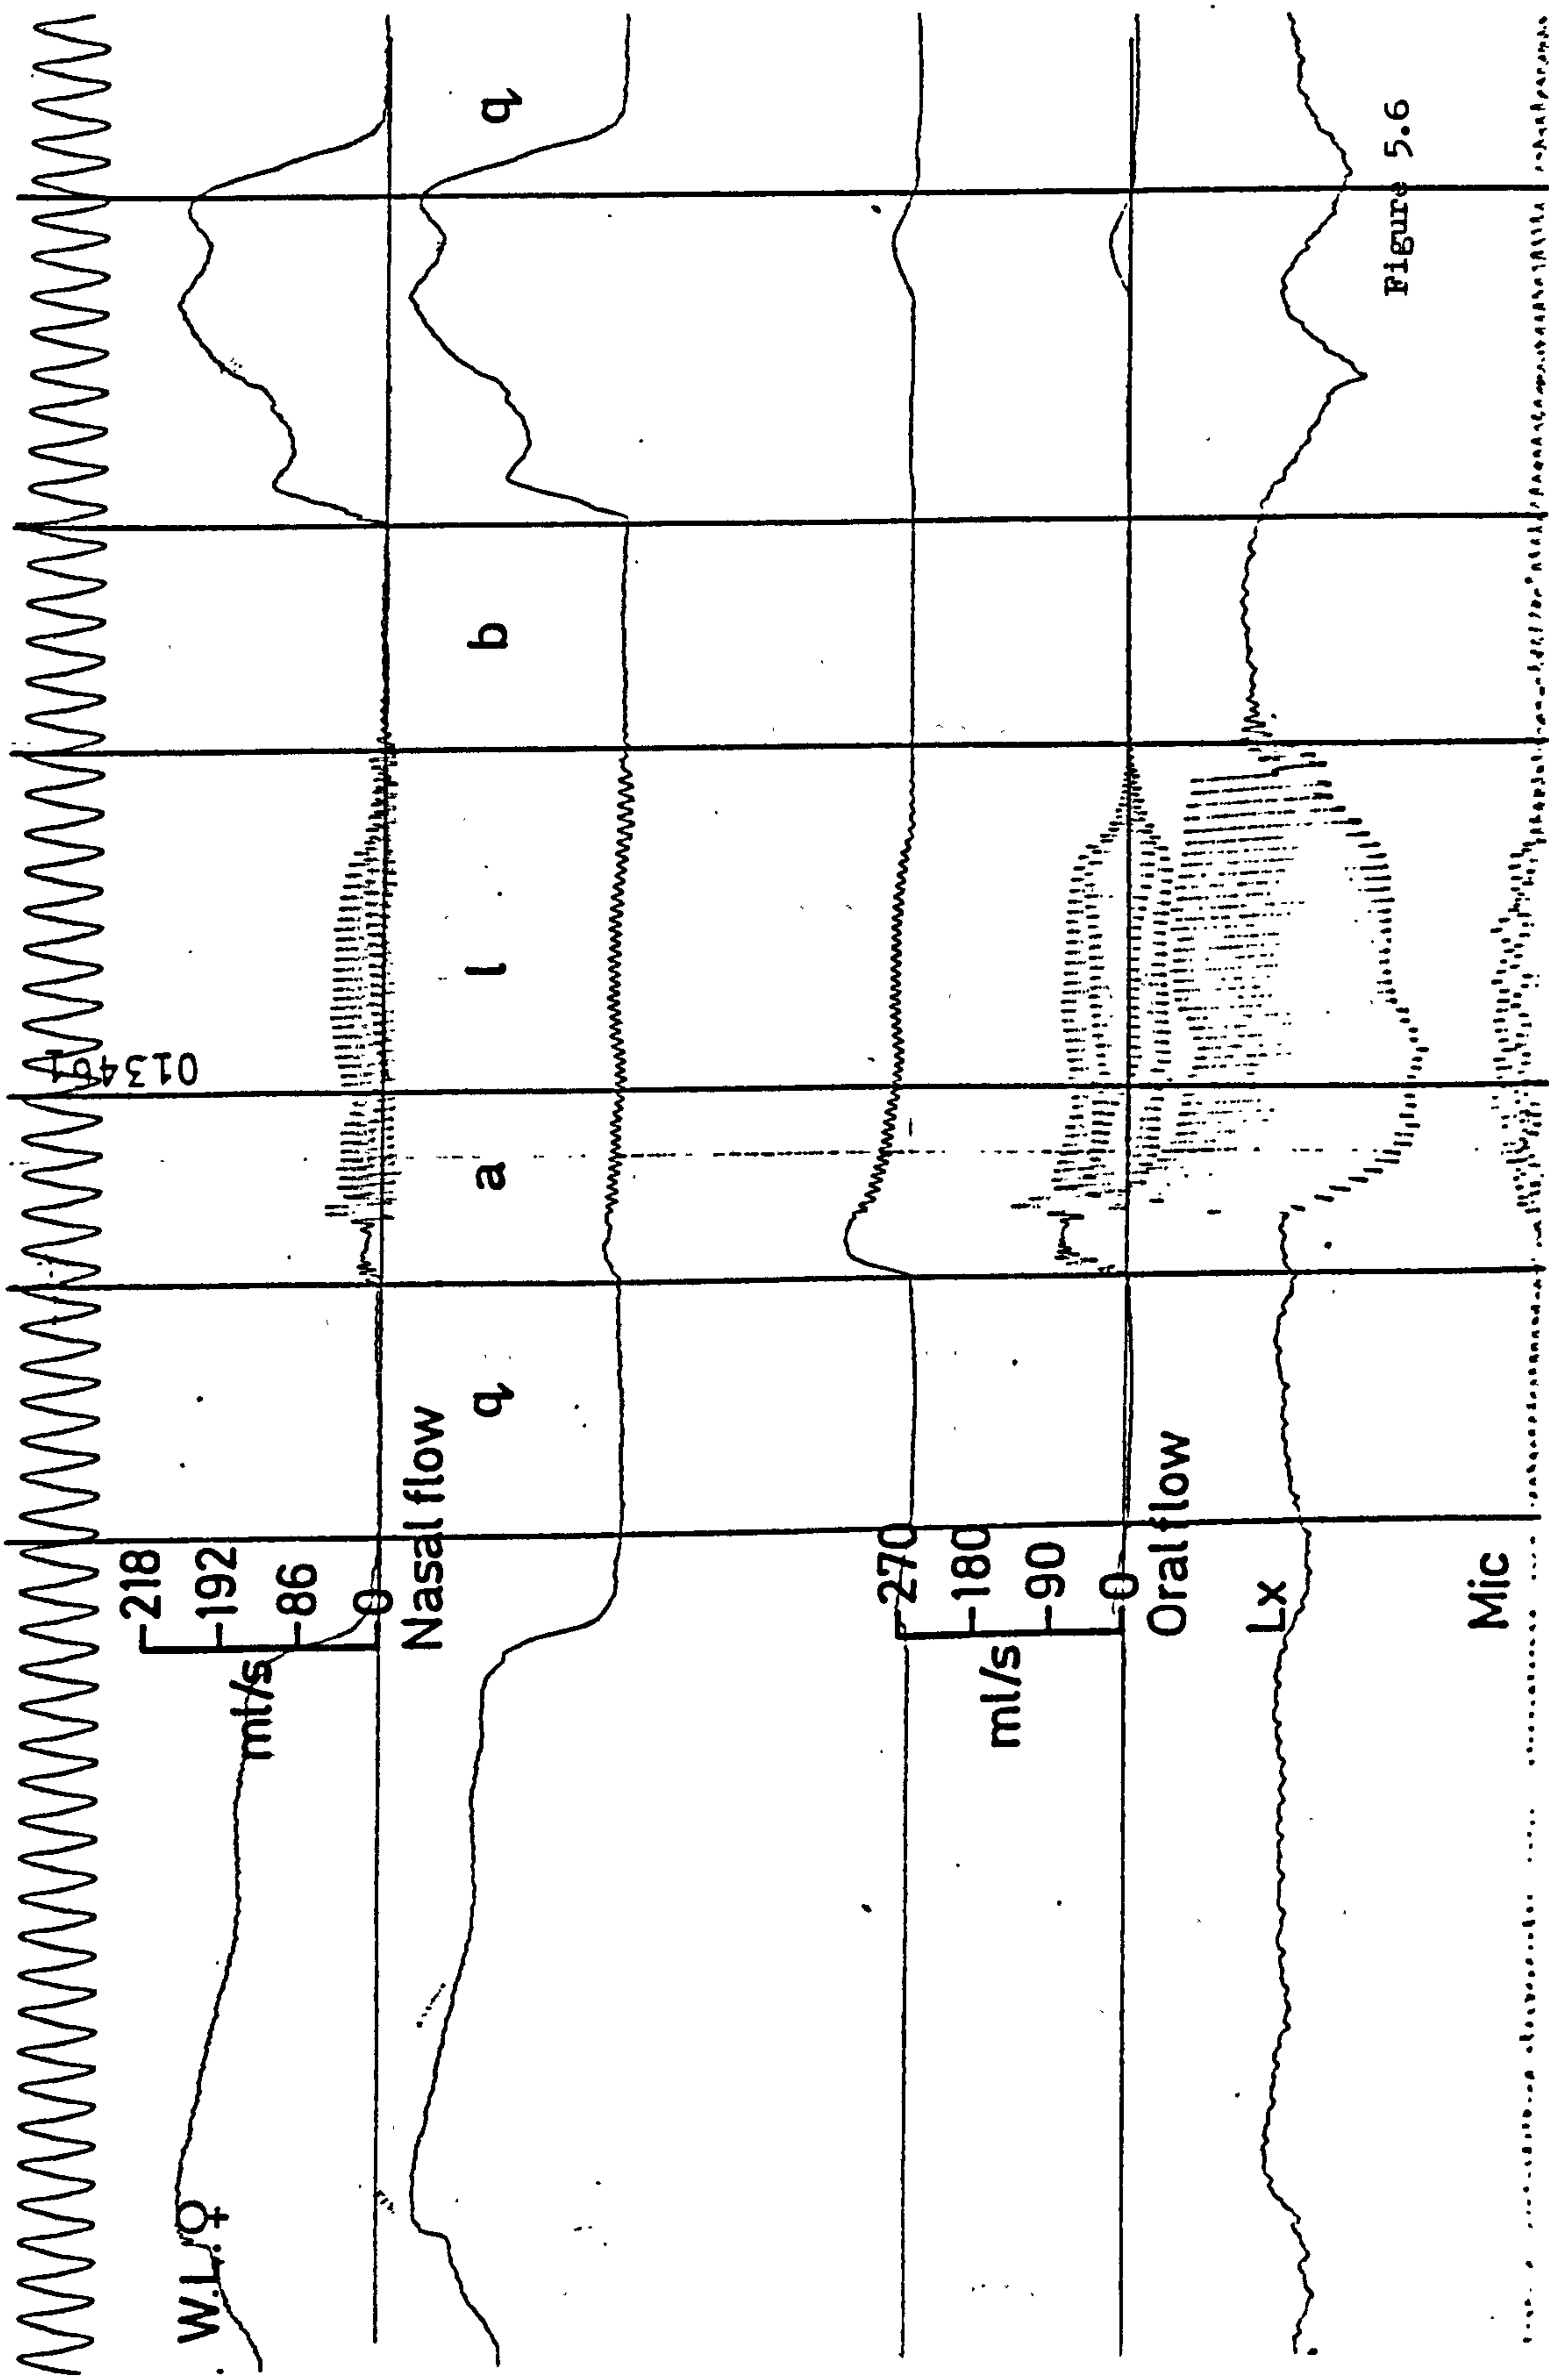 W.L. ♀
ml/s
218
192
86
0
Nasal flow
q a l b q
ml/s
270
180
90
0
Oral flow
Lx
Figure 5.6
Mic